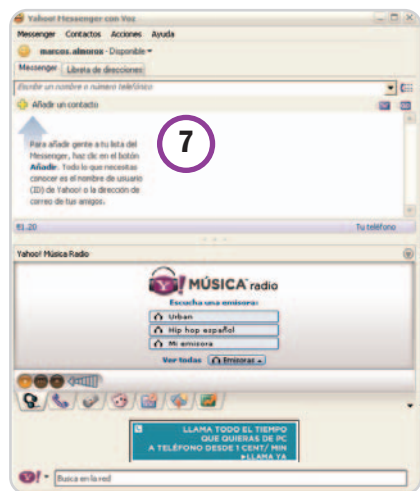 Yahoo! Messenger con Voz
Messenger Contactos Acciones Ayuda
marcos.almoros - Disponible
Messenger Libreta de direcciones
Escribir un nombre o número telefónico
Añadir un contacto
Para añadir gente a tu lista del
Messenger, haz clic en el botón
Añadir. Todo lo que necesitas
conocer es el nombre de usuario
(ID) de Yahoo! o la dirección de
correo de tus amigos.
7
€1.20 Tu teléfono
Yahoo! Música Radio
Y! MÚSICA radio
Escucha una emisora:
Urban
Hip hop español
Mi emisora
Ver todas Emisoras
LLAMA TODO EL TIEMPO
QUE QUIERAS DE PC
A TELÉFONO DESDE 1 CENT/ MIN
LLAMA YA
Y! Busca en la red